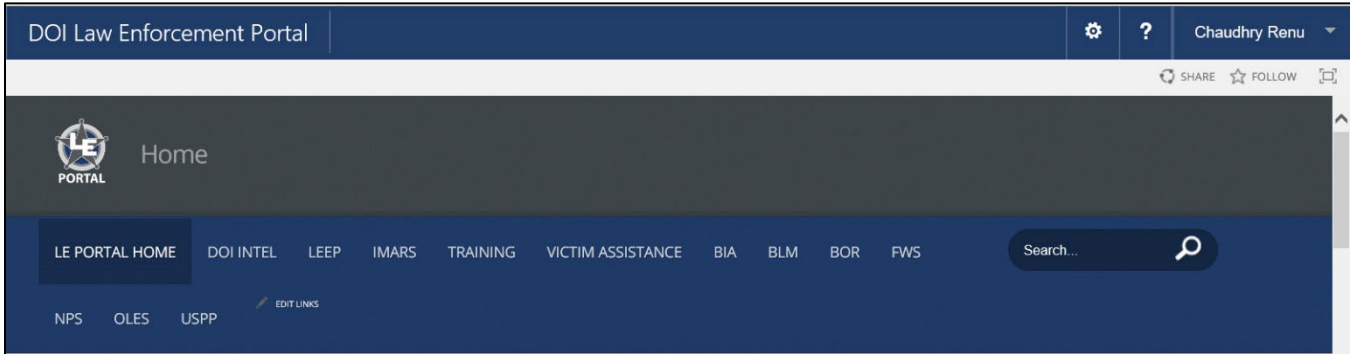 DOI Law Enforcement Portal ? Chaudhry Renu
SHARE FOLLOW
LE
PORTAL
Home
LE PORTAL HOME DOI INTEL LEEP IMARS TRAINING VICTIM ASSISTANCE BIA BLM BOR FWS Search...
NPS OLES USPP EDIT LINKS